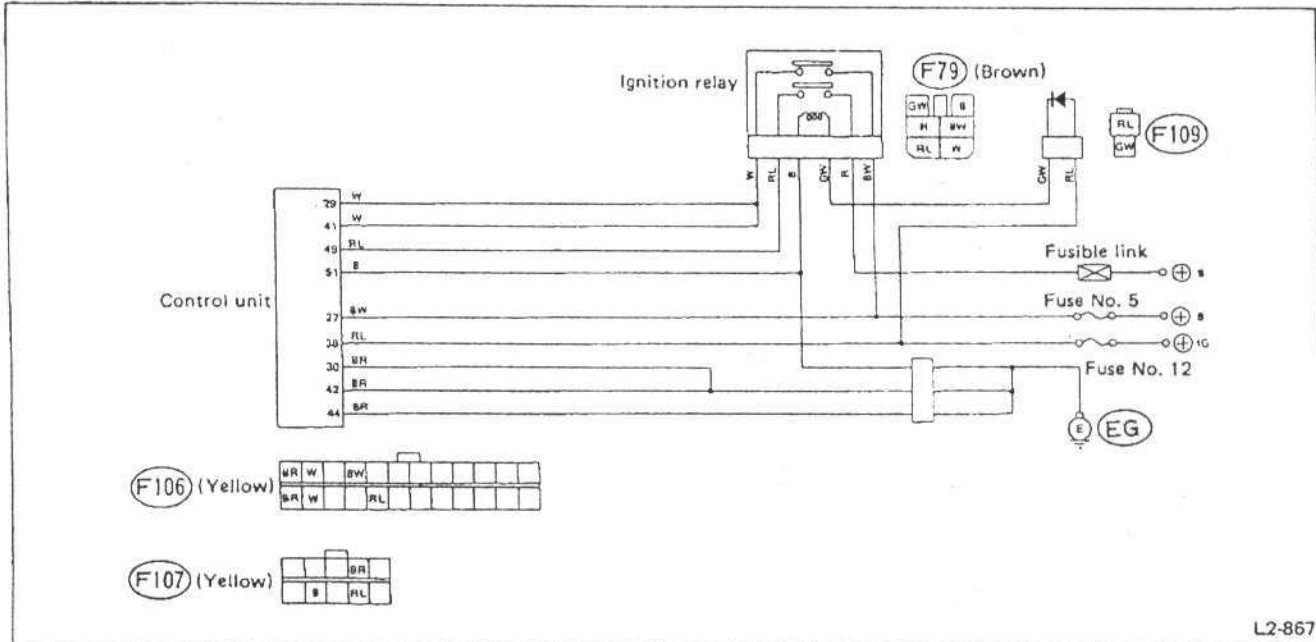 Ignition relay
F79 (Brown)
GW B
R BW
RL W
RL
GW
F109
W RL B GW R BW
GW RL
Control unit
29 W
41 W
49 RL
51 B
27 BW
38 RL
30 BR
42 BR
44 BR
Fusible link
Fuse No. 5
Fuse No. 12
E EG
F106 (Yellow)
BR W BW
BR W RL
F107 (Yellow)
BR
B RL
L2-867